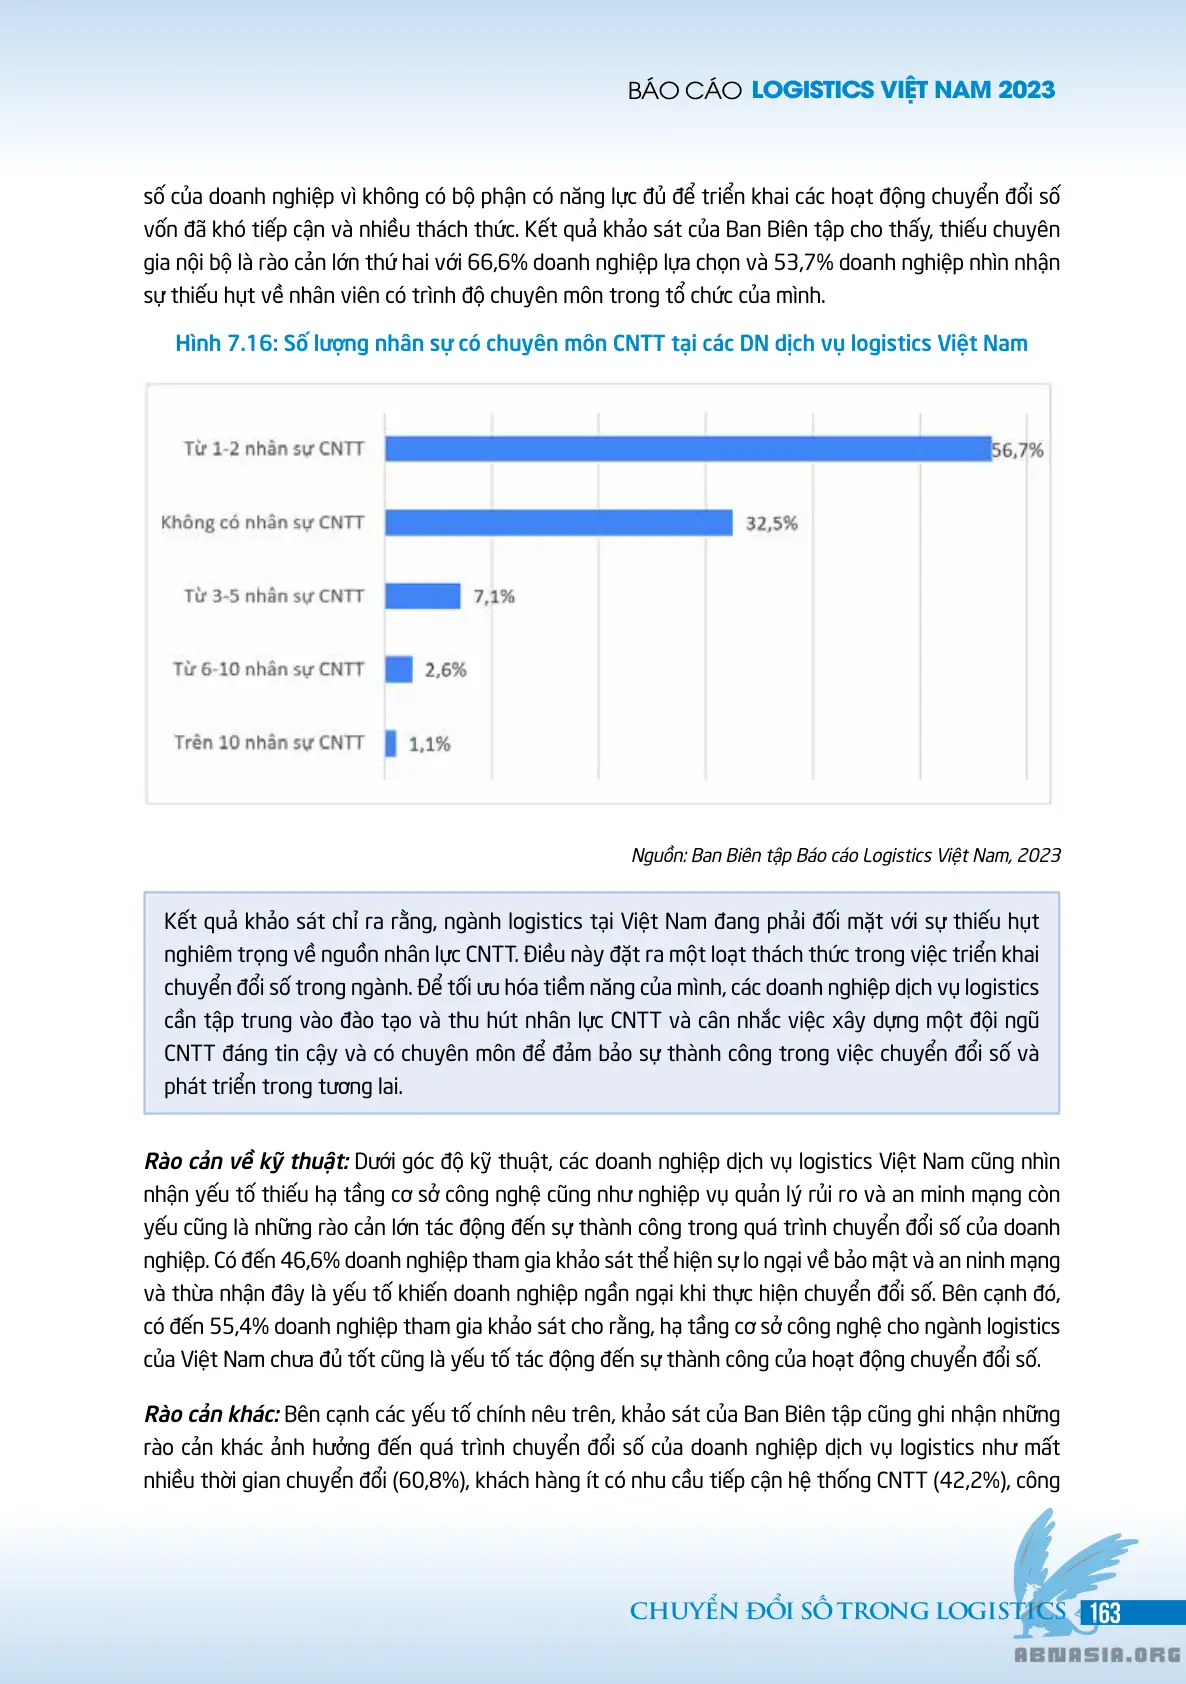 BÁO CÁO LOGISTICS VIỆT NAM 2023
số của doanh nghiệp vì không có bộ phận có năng lực đủ để triển khai các hoạt động chuyển đổi số
vốn đã khó tiếp cận và nhiều thách thức. Kết quả khảo sát của Ban Biên tập cho thấy, thiếu chuyên
gia nội bộ là rào cản lớn thứ hai với 66,6% doanh nghiệp lựa chọn và 53,7% doanh nghiệp nhìn nhận
sự thiếu hụt về nhân viên có trình độ chuyên môn trong tổ chức của mình.
Hình 7.16: Số lượng nhân sự có chuyên môn CNTT tại các DN dịch vụ logistics Việt Nam
Từ 1-2 nhân sự CNTT 56,7%
Không có nhân sự CNTT 32,5%
Từ 3-5 nhân sự CNTT 7,1%
Từ 6-10 nhân sự CNTT 2,6%
Trên 10 nhân sự CNTT 1,1%
Nguồn: Ban Biên tập Báo cáo Logistics Việt Nam, 2023
Kết quả khảo sát chỉ ra rằng, ngành logistics tại Việt Nam đang phải đối mặt với sự thiếu hụt
nghiêm trọng về nguồn nhân lực CNTT. Điều này đặt ra một loạt thách thức trong việc triển khai
chuyển đổi số trong ngành. Để tối ưu hóa tiềm năng của mình, các doanh nghiệp dịch vụ logistics
cần tập trung vào đào tạo và thu hút nhân lực CNTT và cân nhắc việc xây dựng một đội ngũ
CNTT đáng tin cậy và có chuyên môn để đảm bảo sự thành công trong việc chuyển đổi số và
phát triển trong tương lai.
Rào cản về kỹ thuật: Dưới góc độ kỹ thuật, các doanh nghiệp dịch vụ logistics Việt Nam cũng nhìn
nhận yếu tố thiếu hạ tầng cơ sở công nghệ cũng như nghiệp vụ quản lý rủi ro và an minh mạng còn
yếu cũng là những rào cản lớn tác động đến sự thành công trong quá trình chuyển đổi số của doanh
nghiệp. Có đến 46,6% doanh nghiệp tham gia khảo sát thể hiện sự lo ngại về bảo mật và an ninh mạng
và thừa nhận đây là yếu tố khiến doanh nghiệp ngần ngại khi thực hiện chuyển đổi số. Bên cạnh đó,
có đến 55,4% doanh nghiệp tham gia khảo sát cho rằng, hạ tầng cơ sở công nghệ cho ngành logistics
của Việt Nam chưa đủ tốt cũng là yếu tố tác động đến sự thành công của hoạt động chuyển đổi số.
Rào cản khác: Bên cạnh các yếu tố chính nêu trên, khảo sát của Ban Biên tập cũng ghi nhận những
rào cản khác ảnh hưởng đến quá trình chuyển đổi số của doanh nghiệp dịch vụ logistics như mất
nhiều thời gian chuyển đổi (60,8%), khách hàng ít có nhu cầu tiếp cận hệ thống CNTT (42,2%), công
CHUYỂN ĐỔI SỐ TRONG LOGISTICS 163
ABMASIA.ORG